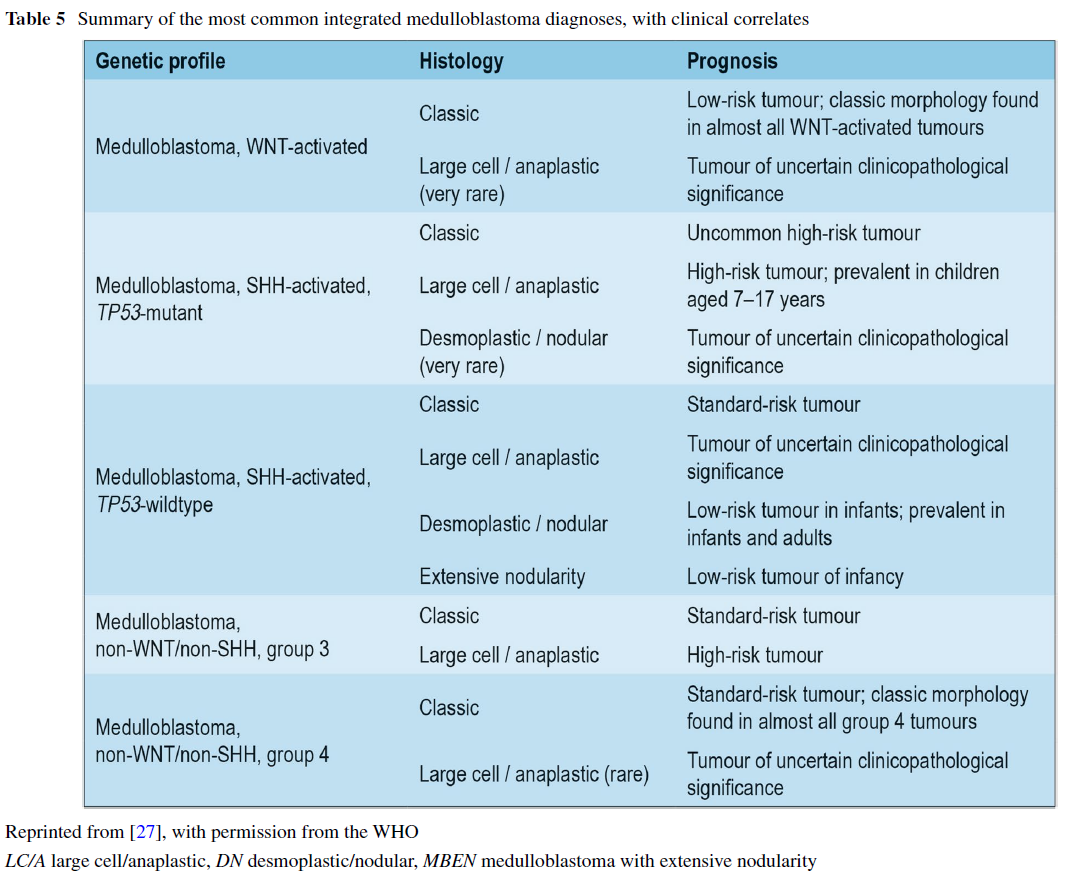 Table 5 Summary of the most common integrated medulloblastoma diagnoses, with clinical correlates
Genetic profile Histology Prognosis
Medulloblastoma, WNT-activated
Classic
Low-risk tumour; classic morphology found
in almost all WNT-activated tumours
Large cell / anaplastic
(very rare)
Tumour of uncertain clinicopathological
significance
Medulloblastoma, SHH-activated,
TP53-mutant
Classic
Uncommon high-risk tumour
Large cell / anaplastic
High-risk tumour; prevalent in children
aged 7–17 years
Desmoplastic / nodular
(very rare)
Tumour of uncertain clinicopathological
significance
Medulloblastoma, SHH-activated,
TP53-wildtype
Classic
Standard-risk tumour
Large cell / anaplastic
Tumour of uncertain clinicopathological
significance
Desmoplastic / nodular
Low-risk tumour in infants; prevalent in
infants and adults
Extensive nodularity
Low-risk tumour of infancy
Medulloblastoma,
non-WNT/non-SHH, group 3
Classic
Standard-risk tumour
Large cell / anaplastic
High-risk tumour
Medulloblastoma,
non-WNT/non-SHH, group 4
Classic
Standard-risk tumour; classic morphology
found in almost all group 4 tumours
Large cell / anaplastic (rare)
Tumour of uncertain clinicopathological
significance
Reprinted from [27], with permission from the WHO
LC/A large cell/anaplastic, DN desmoplastic/nodular, MBEN medulloblastoma with extensive nodularity